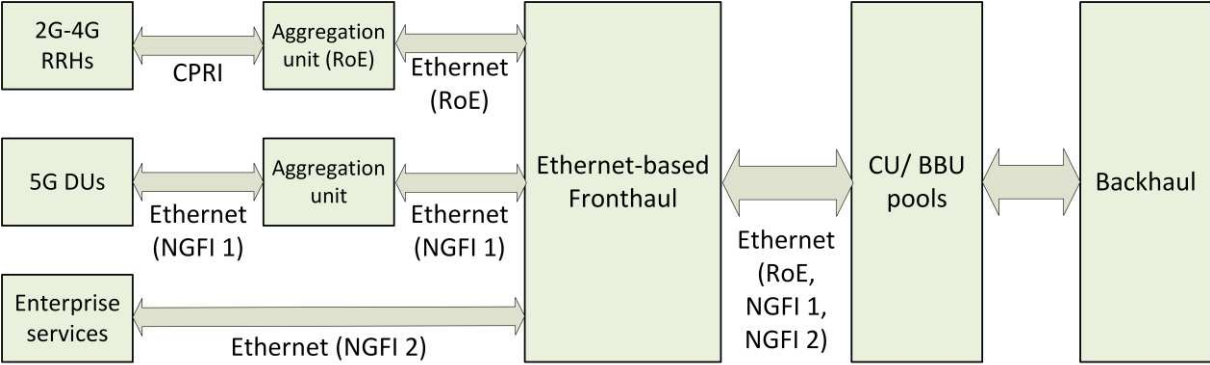 2G-4G
RRHs
CPRI
Aggregation
unit (RoE)
Ethernet
(RoE)
5G DUs
Ethernet
(NGFI 1)
Aggregation
unit
Ethernet
(NGFI 1)
Enterprise
services
Ethernet (NGFI 2)
Ethernet-based
Fronthaul
Ethernet
(RoE,
NGFI 1,
NGFI 2)
CU/ BBU
pools
Backhaul